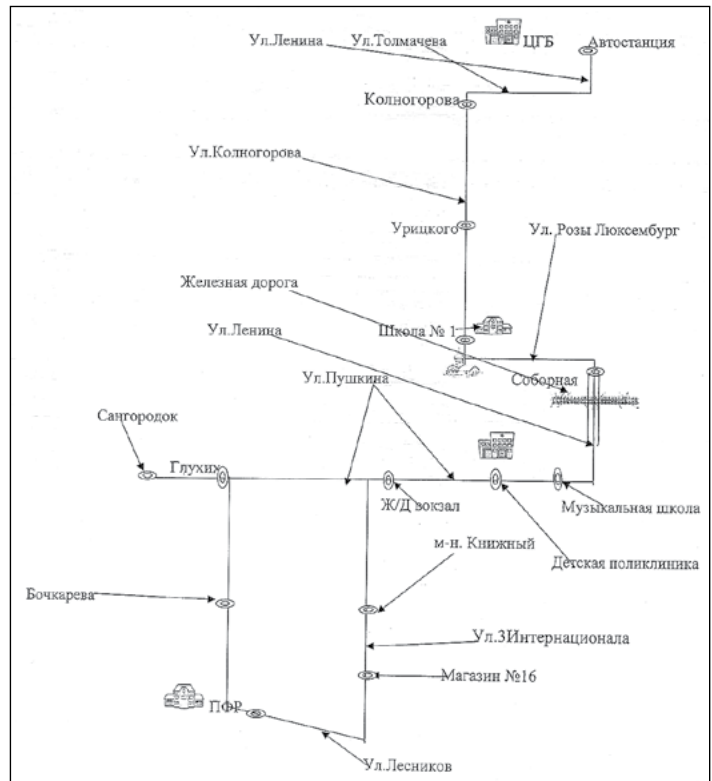 Ул.Ленина
Ул.Толмачева
ЦГБ
Автостанция
Колногорова
Ул.Колногорова
Урицкого
Ул. Розы Люксембург
Железная дорога
Ул.Ленина
Школа № 1
Соборная
Ул.Пушкина
Сангородок
Глухих
Ж/Д вокзал
Музыкальная школа
м-н. Книжный
Детская поликлиника
Бочкарева
Ул.3Интернационала
Магазин №16
ПФР
Ул.Лесников